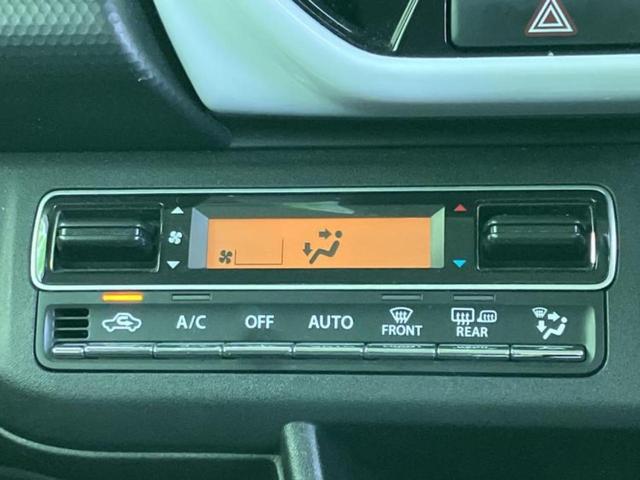 A/C OFF AUTO FRONT REAR